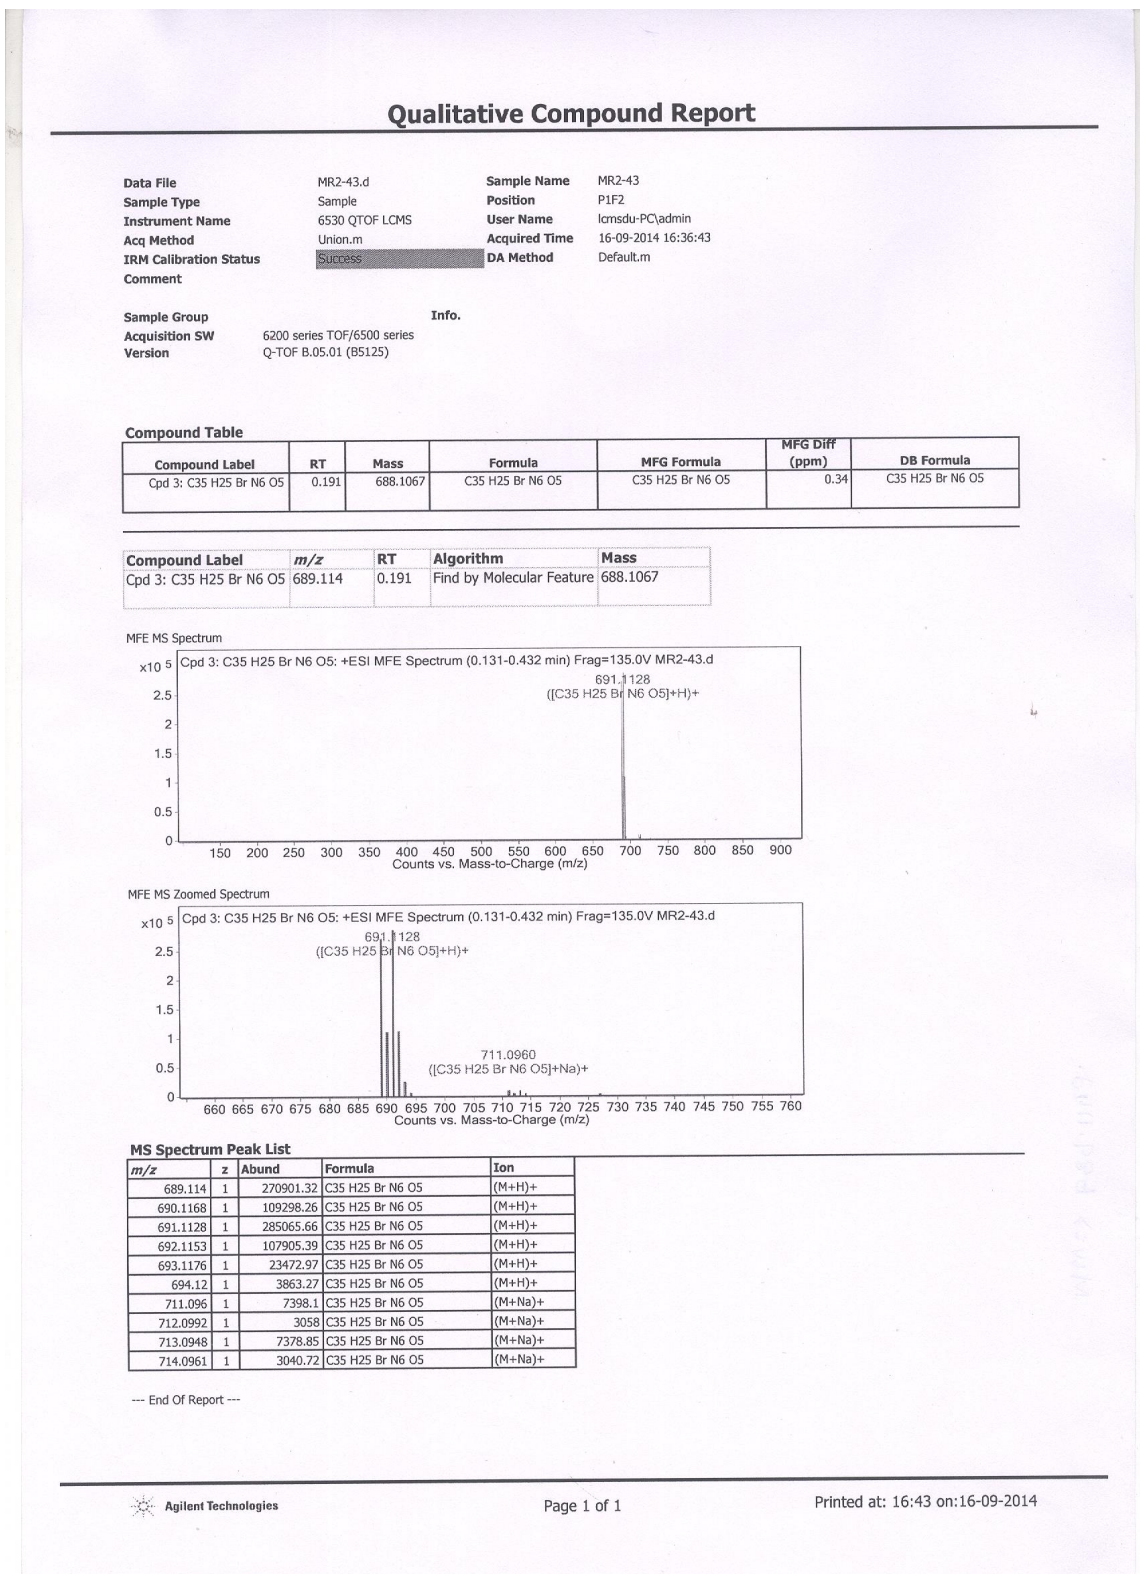 Qualitative Compound Report
Data File MR2-43.d Sample Name MR2-43
Sample Type Sample Position P1F2
Instrument Name 6530 QTOF LCMS User Name lcmsdu-PC\admin
Acq Method Union.m Acquired Time 16-09-2014 16:36:43
IRM Calibration Status Success DA Method Default.m
Comment
Sample Group Info.
Acquisition SW 6200 series TOF/6500 series
Version Q-TOF B.05.01 (B5125)
Compound Table
Compound Label RT Mass Formula MFG Formula MFG Diff (ppm) DB Formula
Cpd 3: C35 H25 Br N6 O5 0.191 688.1067 C35 H25 Br N6 O5 C35 H25 Br N6 O5 0.34 C35 H25 Br N6 O5
Compound Label m/z RT Algorithm Mass
Cpd 3: C35 H25 Br N6 O5 689.114 0.191 Find by Molecular Feature 688.1067
MFE MS Spectrum
x10 5 Cpd 3: C35 H25 Br N6 O5: +ESI MFE Spectrum (0.131-0.432 min) Frag=135.0V MR2-43.d
691.1128
2.5 ([C35 H25 Br N6 O5]+H)+
2
1.5
1
0.5
0
150 200 250 300 350 400 450 500 550 600 650 700 750 800 850 900
Counts vs. Mass-to-Charge (m/z)
MFE MS Zoomed Spectrum
x10 5 Cpd 3: C35 H25 Br N6 O5: +ESI MFE Spectrum (0.131-0.432 min) Frag=135.0V MR2-43.d
691.1128
2.5 ([C35 H25 Br N6 O5]+H)+
2
1.5
1
711.0960
0.5 ([C35 H25 Br N6 O5]+Na)+
0
660 665 670 675 680 685 690 695 700 705 710 715 720 725 730 735 740 745 750 755 760
Counts vs. Mass-to-Charge (m/z)
MS Spectrum Peak List
m/z z Abund Formula Ion
689.114 1 270901.32 C35 H25 Br N6 O5 (M+H)+
690.1168 1 109298.26 C35 H25 Br N6 O5 (M+H)+
691.1128 1 285065.66 C35 H25 Br N6 O5 (M+H)+
692.1153 1 107905.39 C35 H25 Br N6 O5 (M+H)+
693.1176 1 23472.97 C35 H25 Br N6 O5 (M+H)+
694.12 1 3863.27 C35 H25 Br N6 O5 (M+H)+
711.096 1 7398.1 C35 H25 Br N6 O5 (M+Na)+
712.0992 1 3058 C35 H25 Br N6 O5 (M+Na)+
713.0948 1 7378.85 C35 H25 Br N6 O5 (M+Na)+
714.0961 1 3040.72 C35 H25 Br N6 O5 (M+Na)+
--- End Of Report ---
Agilent Technologies Page 1 of 1 Printed at: 16:43 on:16-09-2014